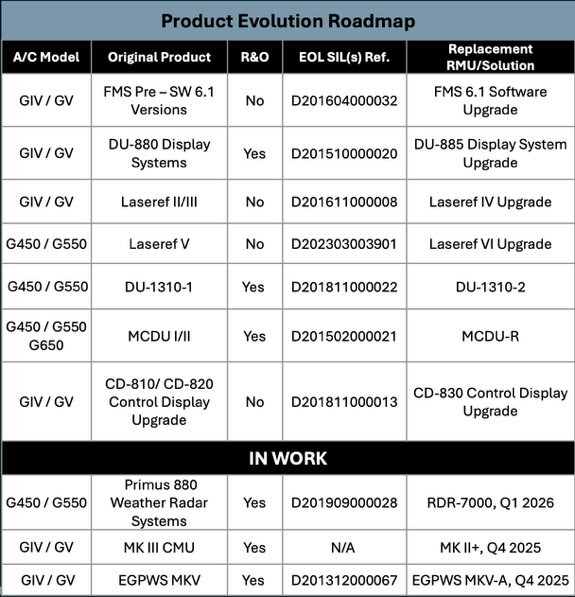 Product Evolution Roadmap
A/C Model Original Product R&O EOL SIL(s) Ref. Replacement RMU/Solution
GIV / GV FMS Pre – SW 6.1 Versions No D201604000032 FMS 6.1 Software Upgrade
GIV / GV DU-880 Display Systems Yes D201510000020 DU-885 Display System Upgrade
GIV / GV Laseref II/III No D201611000008 Laseref IV Upgrade
G450 / G550 Laseref V No D202303003901 Laseref VI Upgrade
G450 / G550 DU-1310-1 Yes D201811000022 DU-1310-2
G450 / G550 G650 MCDU I/II Yes D201502000021 MCDU-R
GIV / GV CD-810/ CD-820 Control Display Upgrade No D201811000013 CD-830 Control Display Upgrade
IN WORK
G450 / G550 Primus 880 Weather Radar Systems Yes D201909000028 RDR-7000, Q1 2026
GIV / GV MK III CMU Yes N/A MK II+, Q4 2025
GIV / GV EGPWS MKV Yes D201312000067 EGPWS MKV-A, Q4 2025